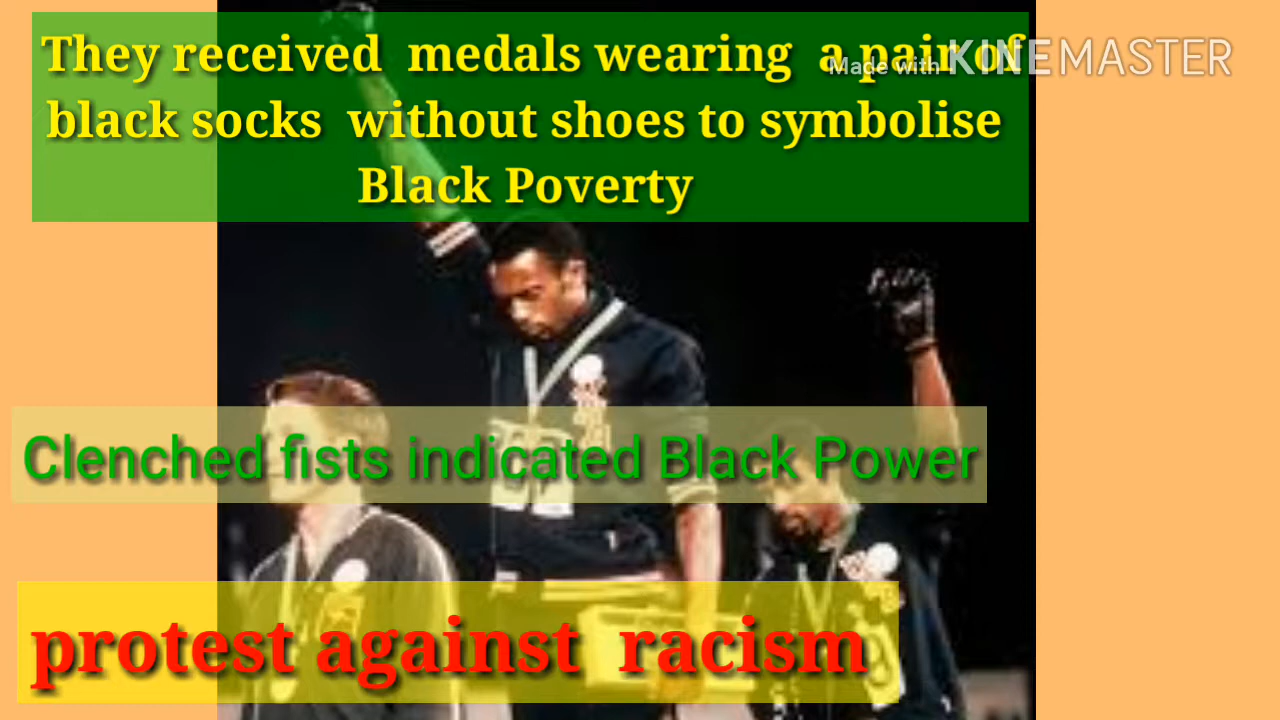 They received medals wearing a pair of
Made with KINEMASTER
black socks without shoes to symbolise
Black Poverty
Clenched fists indicated Black Power
protest against racism